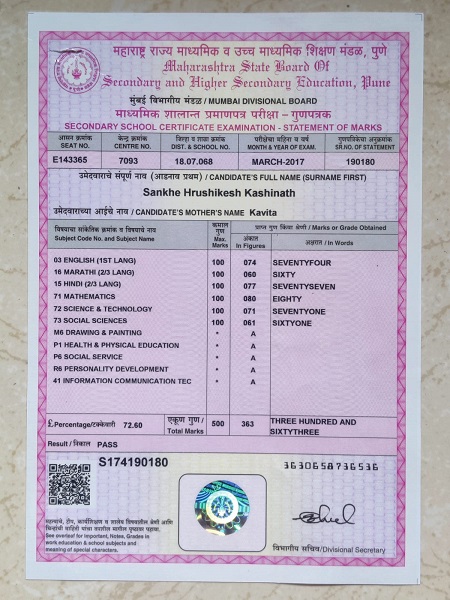 महाराष्ट्र राज्य माध्यमिक व उच्च माध्यमिक शिक्षण मंडळ, पुणे
Maharashtra State Board Of
Secondary and Higher Secondary Education, Pune
मुंबई विभागीय मंडळ / MUMBAI DIVISIONAL BOARD
माध्यमिक शालान्त प्रमाणपत्र परीक्षा - गुणपत्रक
SECONDARY SCHOOL CERTIFICATE EXAMINATION - STATEMENT OF MARKS
आसन क्रमांक केंद्र क्रमांक जिल्हा व शाळा क्रमांक परीक्षेचा महिना व वर्ष गुणपत्रिकेचा अनुक्रमांक
SEAT NO. CENTRE NO. DIST. & SCHOOL NO. MONTH & YEAR OF EXAM. SR.NO. OF STATEMENT
E143365 7093 18.07.068 MARCH-2017 190180
उमेदवाराचे संपूर्ण नाव (आडनाव प्रथम) / CANDIDATE'S FULL NAME (SURNAME FIRST)
Sankhe Hrushikesh Kashinath
उमेदवाराच्या आईचे नाव / CANDIDATE'S MOTHER'S NAME Kavita
विषयाचा सांकेतिक क्रमांक व विषयाचे नाव
Subject Code No. and Subject Name
कमाल गुण Max. Marks
प्राप्त गुण किंवा श्रेणी / Marks or Grade Obtained
अंकात In Figures अक्षरात / In Words
03 ENGLISH (1ST LANG) 100 074 SEVENTYFOUR
16 MARATHI (2/3 LANG) 100 060 SIXTY
15 HINDI (2/3 LANG) 100 077 SEVENTYSEVEN
71 MATHEMATICS 100 080 EIGHTY
72 SCIENCE & TECHNOLOGY 100 071 SEVENTYONE
73 SOCIAL SCIENCES 100 061 SIXTYONE
M6 DRAWING & PAINTING * A
P1 HEALTH & PHYSICAL EDUCATION * A
P6 SOCIAL SERVICE * A
R6 PERSONALITY DEVELOPMENT * A
41 INFORMATION COMMUNICATION TEC * A
£ Percentage/टक्केवारी 72.60 एकूण गुण / Total Marks 500 363 THREE HUNDRED AND
SIXTYTHREE
Result / निकाल PASS
S174190180
3630658736536
See overleaf for Important, Notes, Grades in
work education & school subjects and
meaning of special characters.
विभागीय सचिव/Divisional Secretary